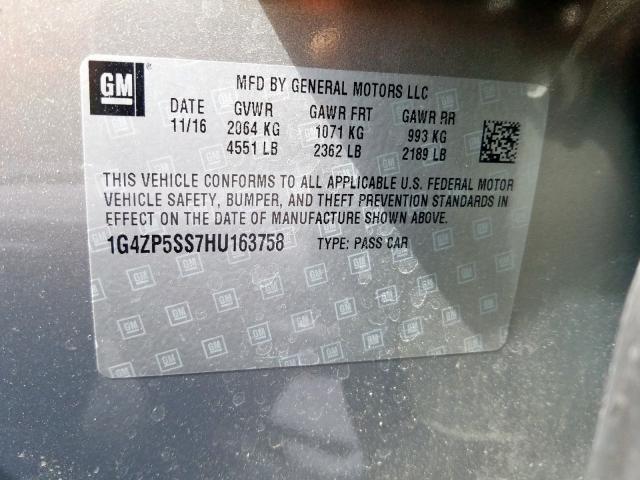 GM
MFD BY GENERAL MOTORS LLC
DATE GVWR GAWR FRT GAWR RR
11/16 2064 KG 1071 KG 993 KG
4551 LB 2362 LB 2189 LB
THIS VEHICLE CONFORMS TO ALL APPLICABLE U.S. FEDERAL MOTOR
VEHICLE SAFETY, BUMPER, AND THEFT PREVENTION STANDARDS IN
EFFECT ON THE DATE OF MANUFACTURE SHOWN ABOVE.
1G4ZP5SS7HU163758 TYPE: PASS CAR